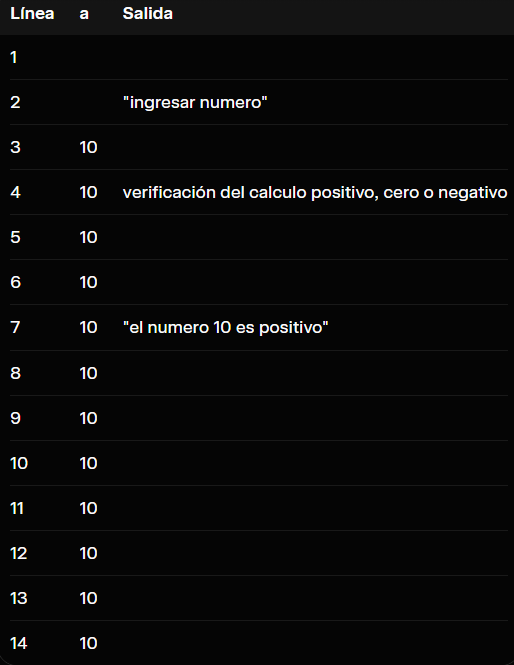 Línea a Salida
1
2 "ingresar numero"
3 10
4 10 verificación del calculo positivo, cero o negativo
5 10
6 10
7 10 "el numero 10 es positivo"
8 10
9 10
10 10
11 10
12 10
13 10
14 10